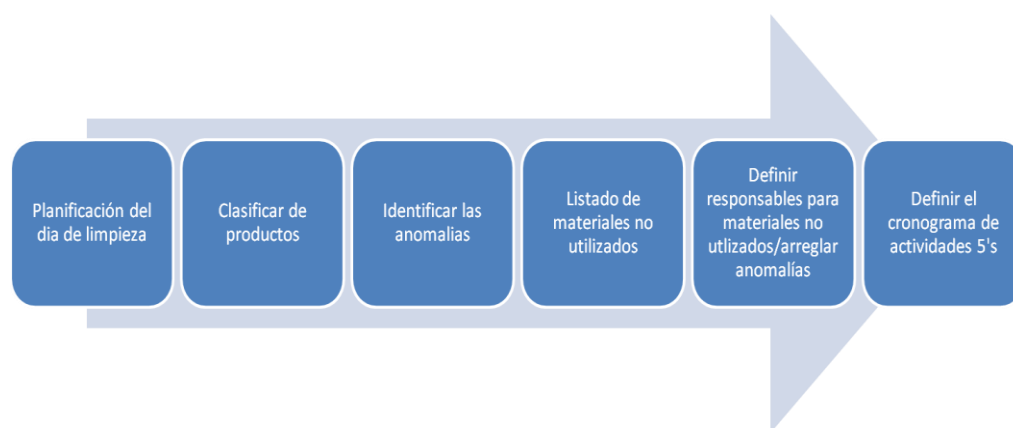 Planificación del
dia de limpieza
Clasificar de
productos
Identificar las
anomalias
Listado de
materiales no
utilizados
Definir
responsables para
materiales no
utlizados/arreglar
anomalías
Definir el
cronograma de
actividades 5's